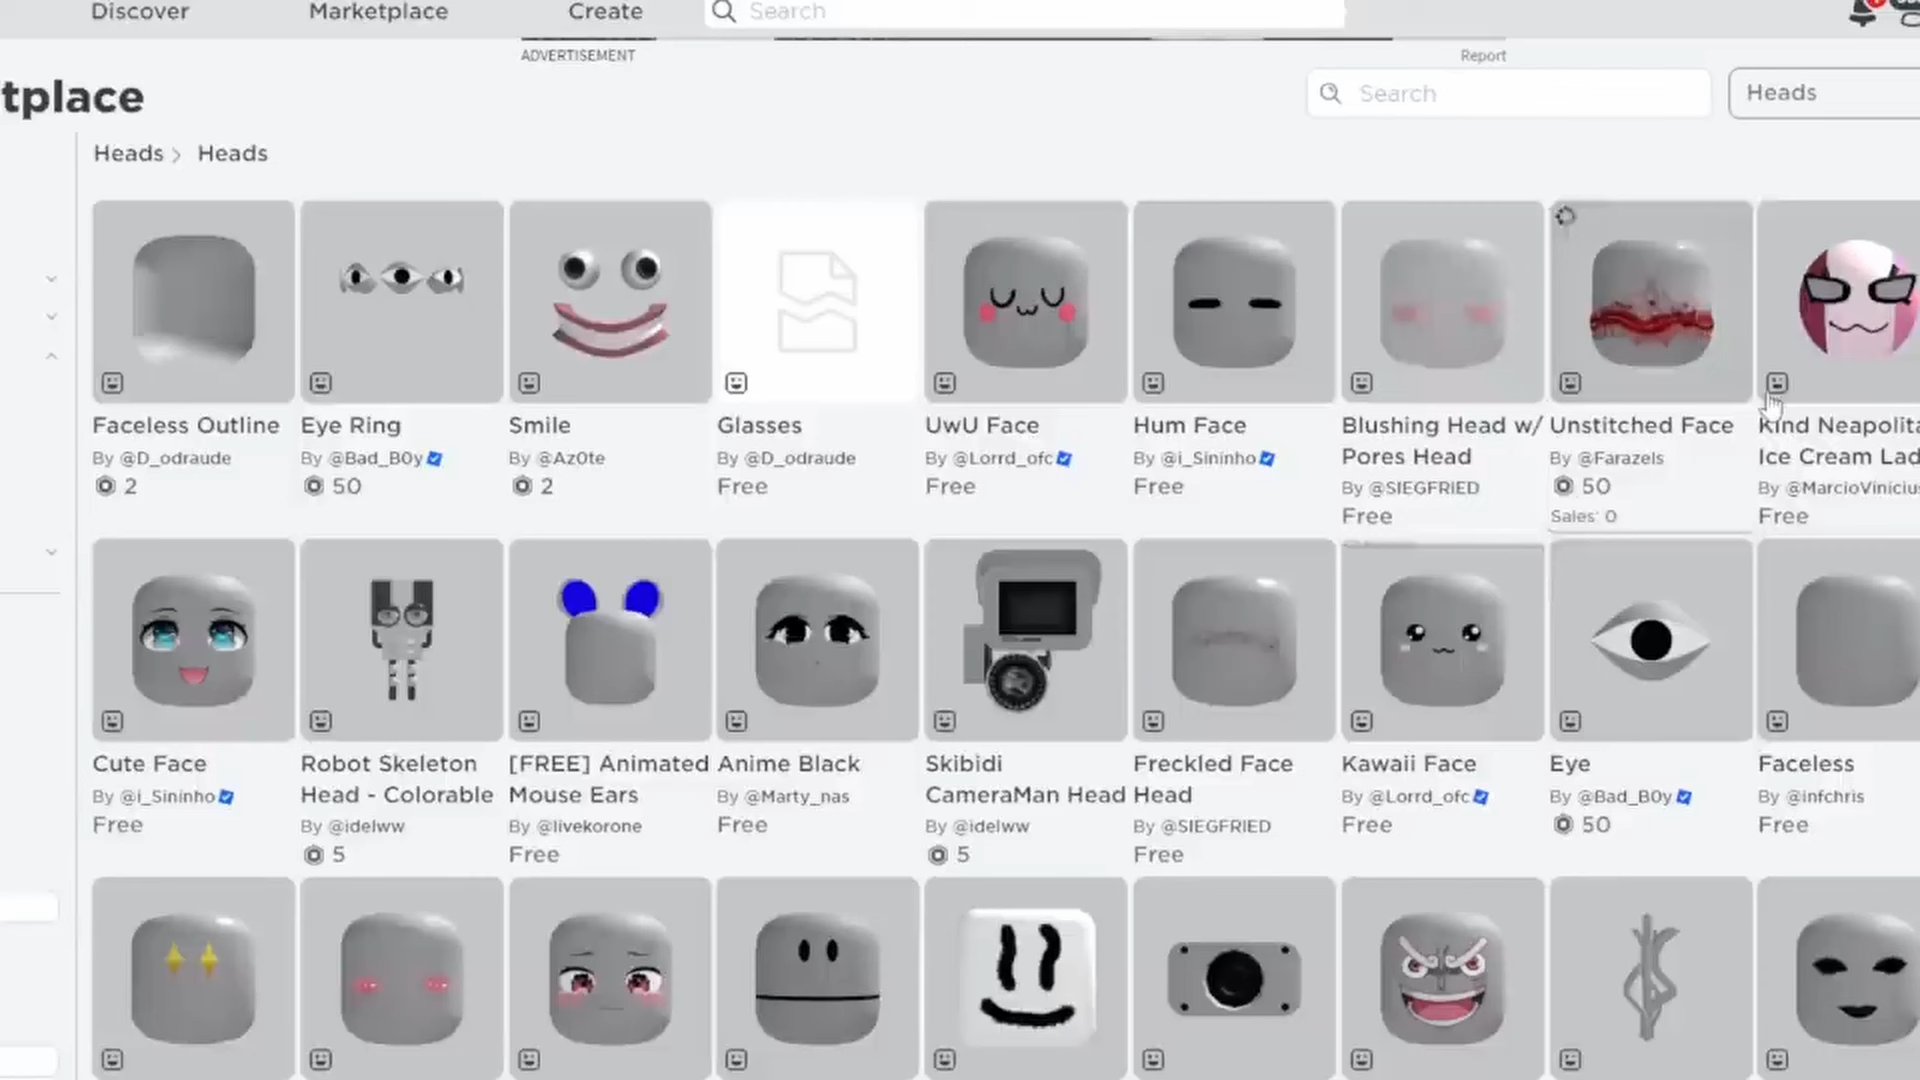 Discover Marketplace Create Search
ADVERTISEMENT Report
tplace Search Heads
Heads > Heads
Faceless Outline
By @D_odraude
2
Eye Ring
By @Bad_B0y
50
Smile
By @Az0te
2
Glasses
By @D_odraude
Free
UwU Face
By @Lorrd_ofc
Free
Hum Face
By @i_Sininho
Free
Blushing Head w/
Pores Head
By @SIEGFRIED
Free
Unstitched Face
By @Farazels
50
Sales: 0
Kind Neapolita
Ice Cream Lad
By @MarcioViniciu
Free
Cute Face
By @i_Sininho
Free
Robot Skeleton
Head - Colorable
By @idelww
5
[FREE] Animated
Mouse Ears
By @livekorone
Free
Anime Black
By @Marty_nas
Free
Skibidi
CameraMan Head
By @idelww
5
Freckled Face
Head
By @SIEGFRIED
Free
Kawaii Face
By @Lorrd_ofc
Free
Eye
By @Bad_B0y
50
Faceless
By @infchris
Free